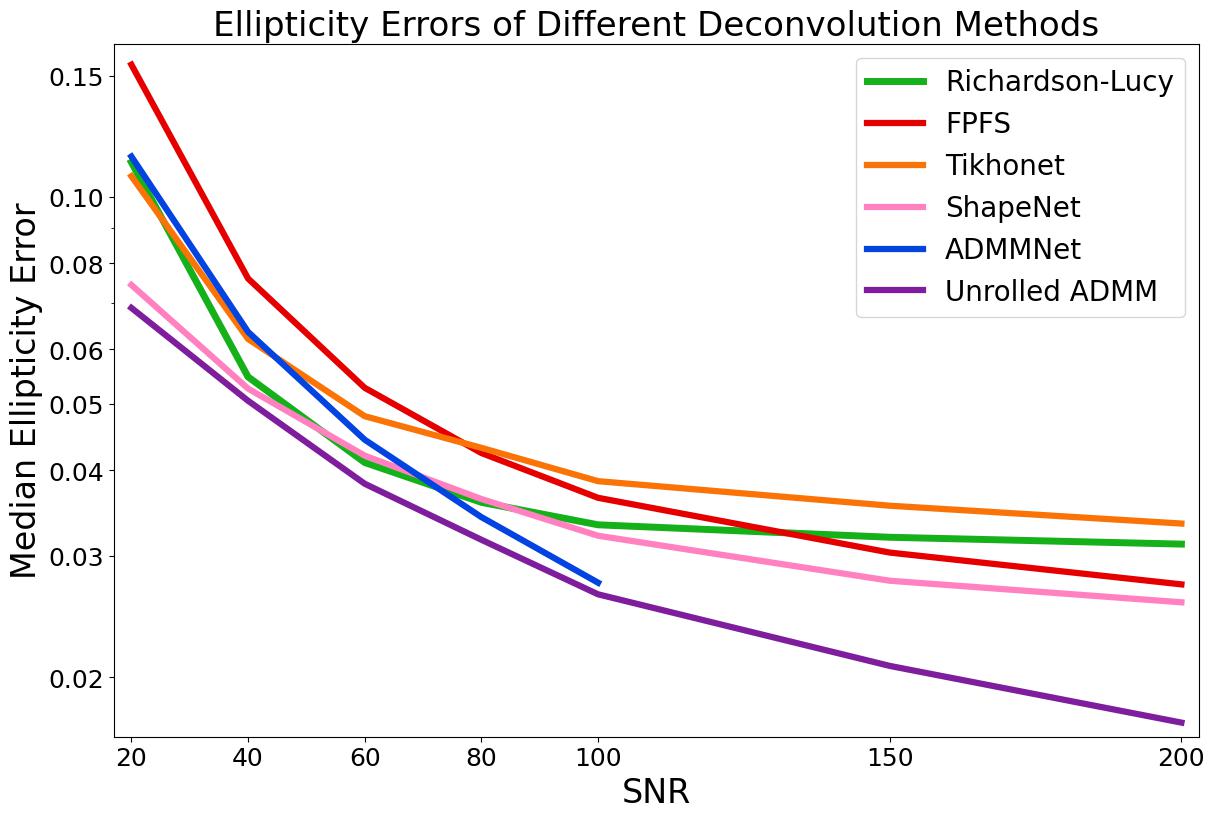 Ellipticity Errors of Different Deconvolution Methods
Median Ellipticity Error
0.15
0.10
0.08
0.06
0.05
0.04
0.03
0.02
Richardson-Lucy
FPFS
Tikhonet
ShapeNet
ADMMNet
Unrolled ADMM
20 40 60 80 100 150 200
SNR